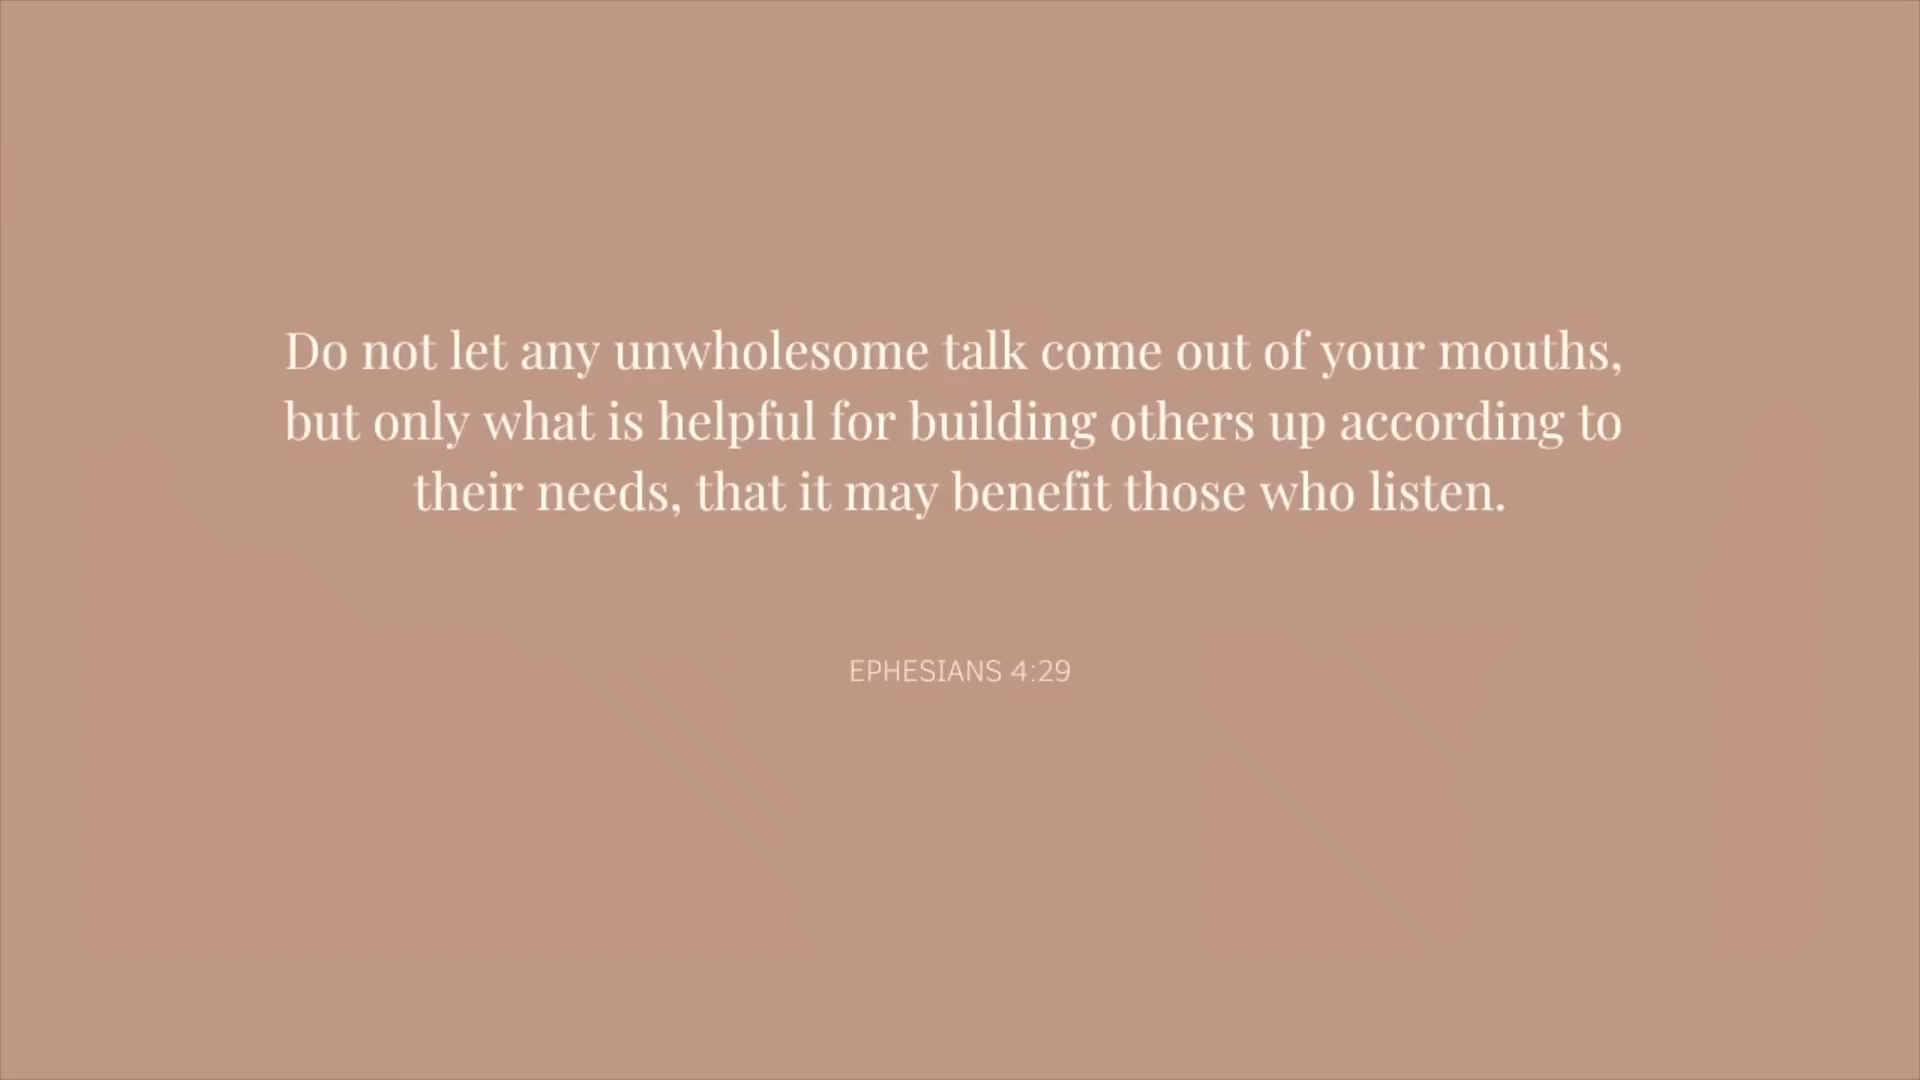 Do not let any unwholesome talk come out of your mouths,
but only what is helpful for building others up according to
their needs, that it may benefit those who listen.
EPHESIANS 4:29